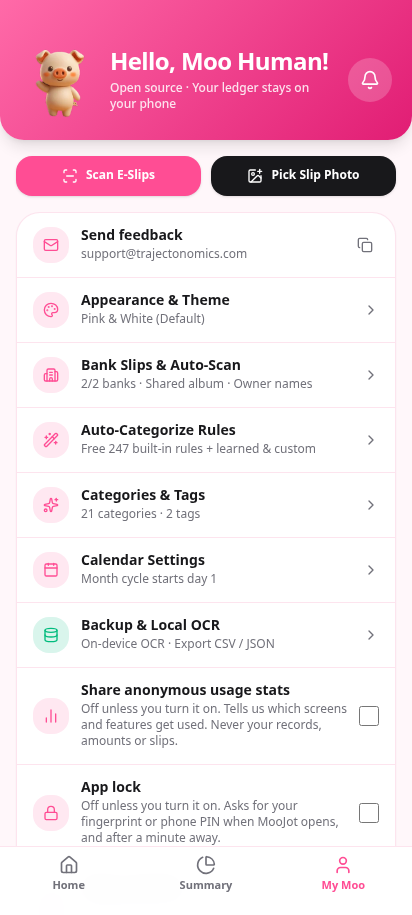 Hello, Moo Human!
Open source · Your ledger stays on
your phone
Scan E-Slips
Pick Slip Photo
Send feedback
support@trajectonomics.com
Appearance & Theme
Pink & White (Default)
Bank Slips & Auto-Scan
2/2 banks · Shared album · Owner names
Auto-Categorize Rules
Free 247 built-in rules + learned & custom
Categories & Tags
21 categories · 2 tags
Calendar Settings
Month cycle starts day 1
Backup & Local OCR
On-device OCR · Export CSV / JSON
Share anonymous usage stats
Off unless you turn it on. Tells us which screens
and features get used. Never your records,
amounts or slips.
App lock
Off unless you turn it on. Asks for your
fingerprint or phone PIN when MooJot opens,
and after a minute away.
Home
Summary
My Moo